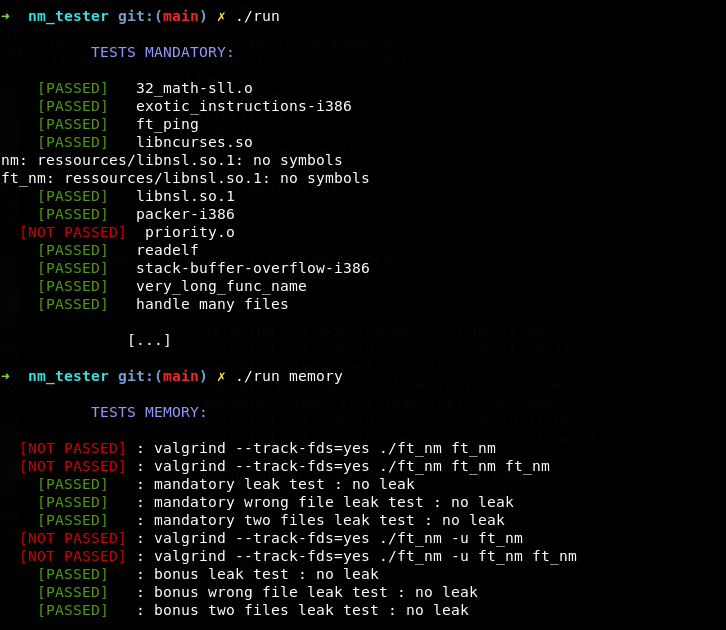 ➜ nm_tester git:(main) ✗ ./run
TESTS MANDATORY:
[PASSED] 32_math-sll.o
[PASSED] exotic_instructions-i386
[PASSED] ft_ping
[PASSED] libncurses.so
nm: ressources/libnsl.so.1: no symbols
ft_nm: ressources/libnsl.so.1: no symbols
[PASSED] libnsl.so.1
[PASSED] packer-i386
[NOT PASSED] priority.o
[PASSED] readelf
[PASSED] stack-buffer-overflow-i386
[PASSED] very_long_func_name
[PASSED] handle many files
[...]
➜ nm_tester git:(main) ✗ ./run memory
TESTS MEMORY:
[NOT PASSED] : valgrind --track-fds=yes ./ft_nm ft_nm
[NOT PASSED] : valgrind --track-fds=yes ./ft_nm ft_nm ft_nm
[PASSED] : mandatory leak test : no leak
[PASSED] : mandatory wrong file leak test : no leak
[PASSED] : mandatory two files leak test : no leak
[NOT PASSED] : valgrind --track-fds=yes ./ft_nm -u ft_nm
[NOT PASSED] : valgrind --track-fds=yes ./ft_nm -u ft_nm ft_nm
[PASSED] : bonus leak test : no leak
[PASSED] : bonus wrong file leak test : no leak
[PASSED] : bonus two files leak test : no leak